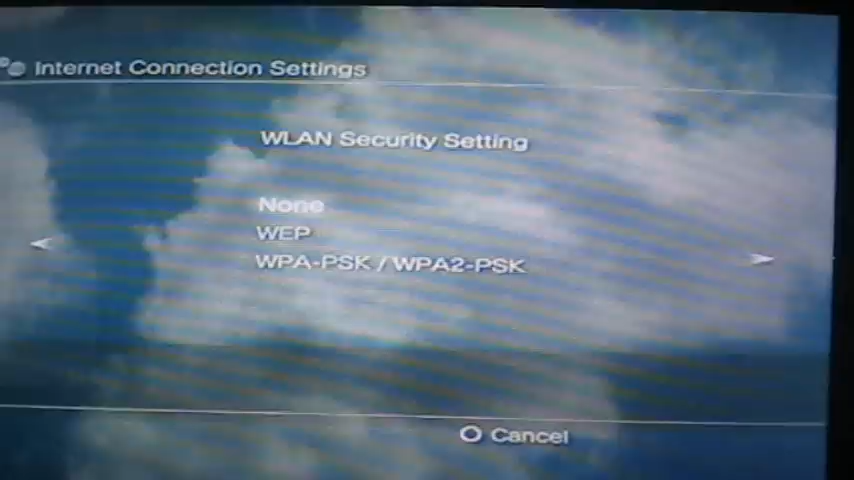 Internet Connection Settings
WLAN Security Setting
None
WEP
WPA-PSK / WPA2-PSK
Cancel